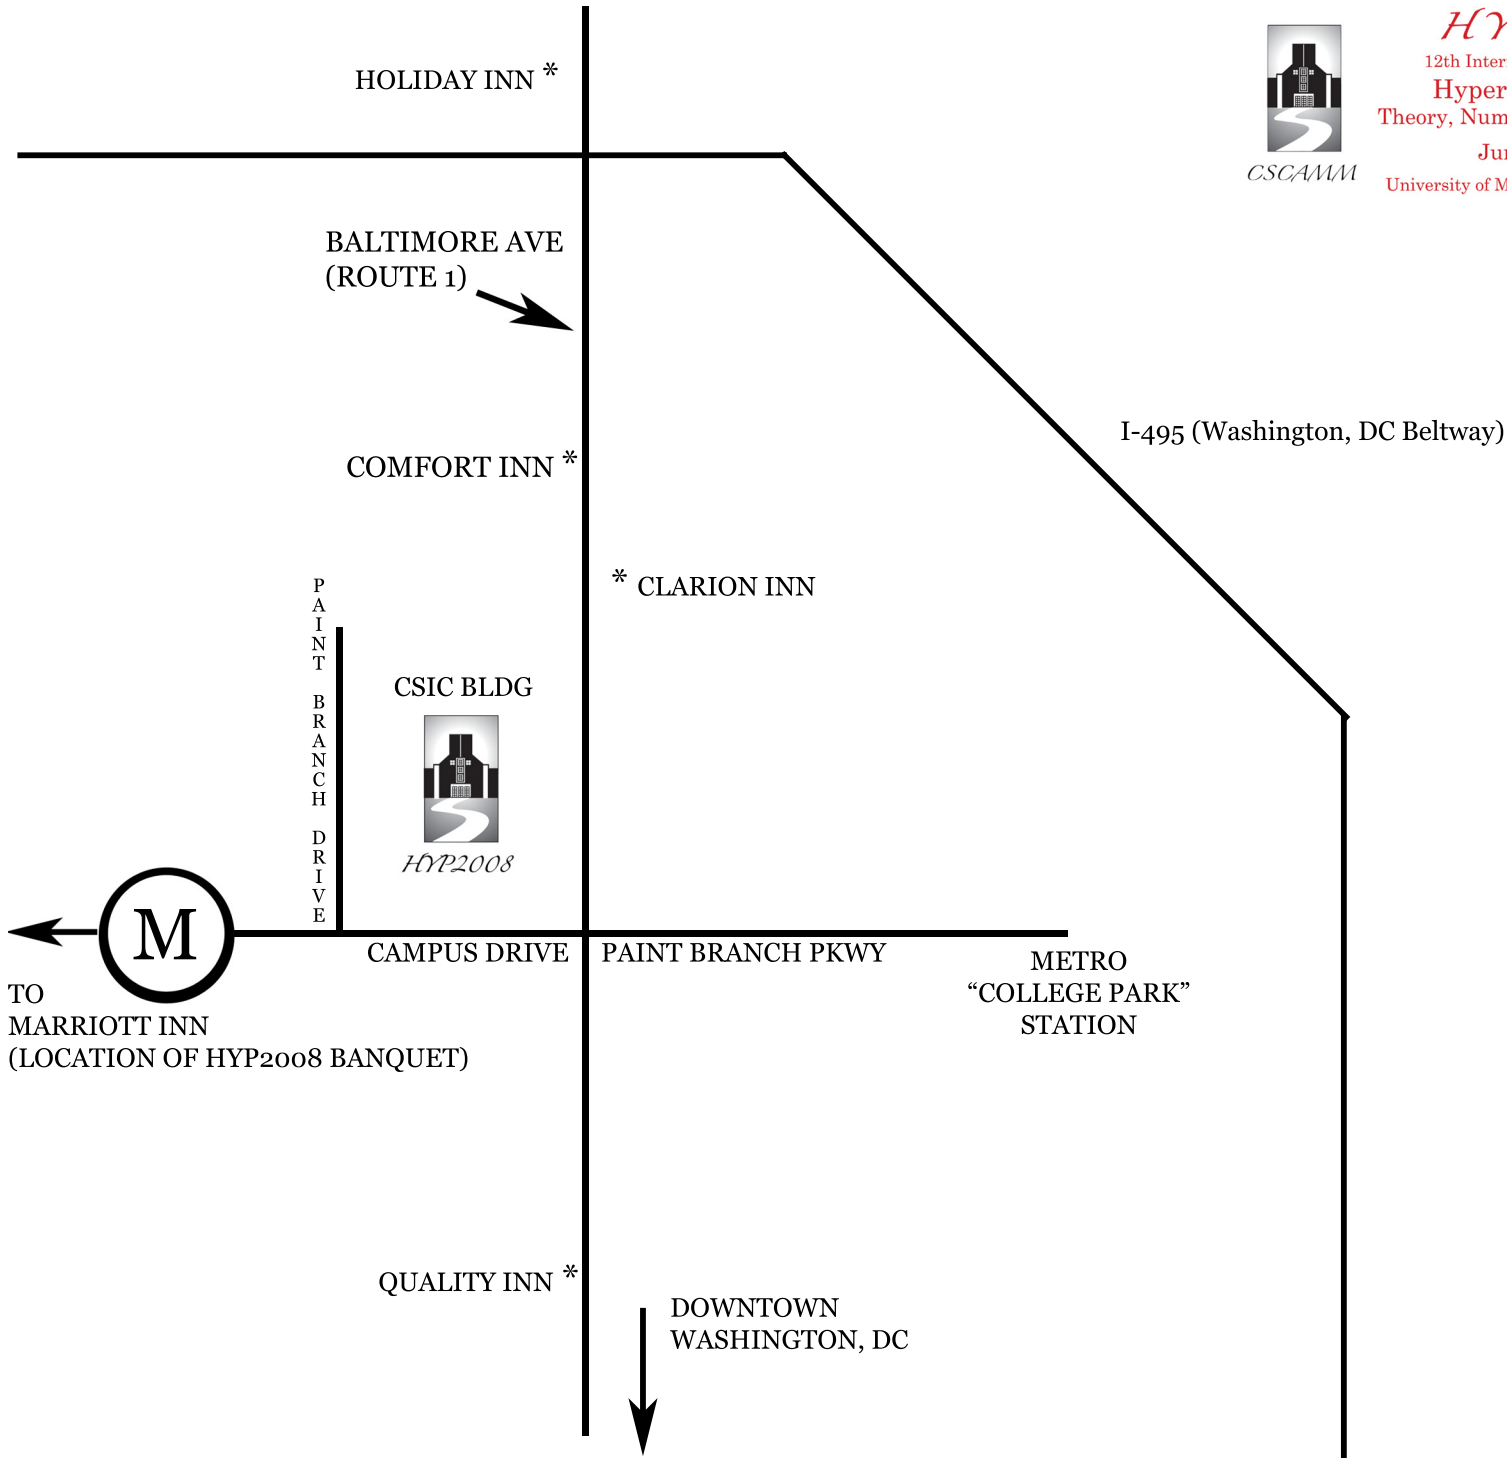 HOLIDAY INN *
CSCAMM
12th Inter
Hyper
Theory, Num
University of M
BALTIMORE AVE
(ROUTE 1)
I-495 (Washington, DC Beltway)
COMFORT INN *
* CLARION INN
PAINT BRANCH DRIVE
CSIC BLDG
HYP2008
M
CAMPUS DRIVE
PAINT BRANCH PKWY
METRO
“COLLEGE PARK”
STATION
TO
MARRIOTT INN
(LOCATION OF HYP2008 BANQUET)
QUALITY INN *
DOWNTOWN
WASHINGTON, DC